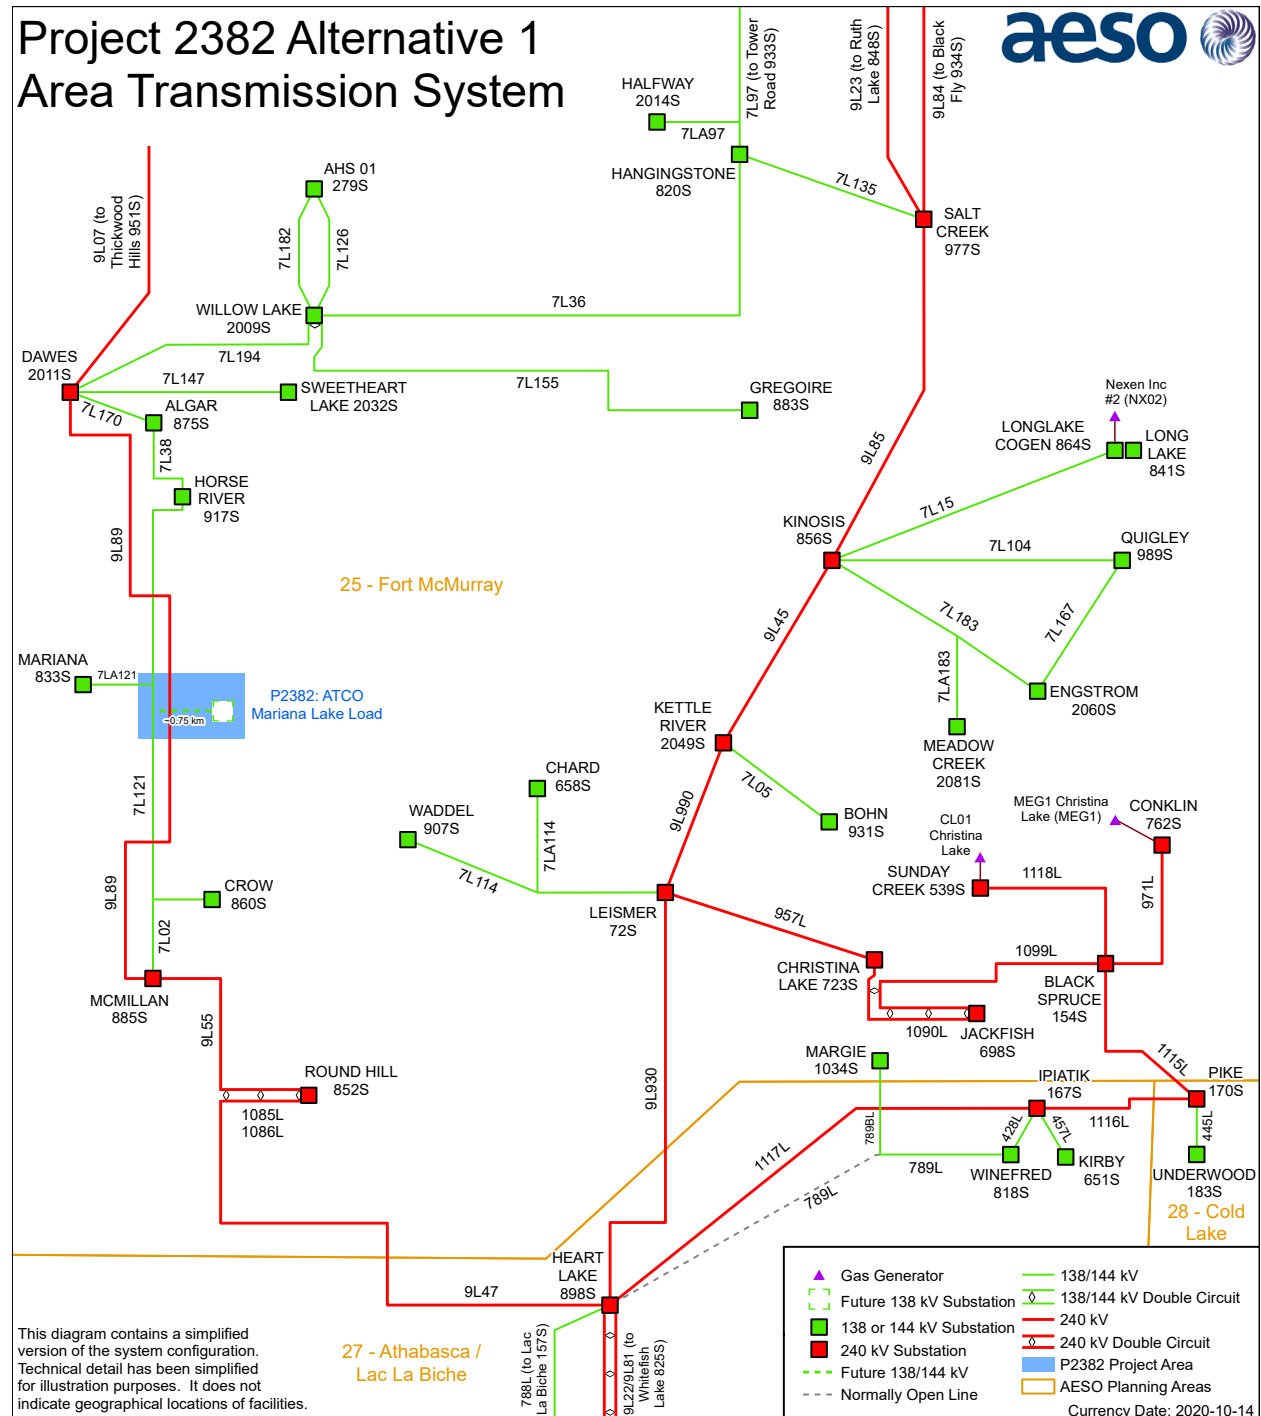 Project 2382 Alternative 1
Area Transmission System
aeso
7L97 (to Tower
Road 933S)
9L23 (to Ruth
Lake 848S)
9L84 (to Black
Fly 934S)
HALFWAY
2014S
7LA97
HANGINGSTONE
820S
7L135
SALT
CREEK
977S
9L07 (to
Thickwood
Hills 951S)
AHS 01
279S
7L182
7L126
WILLOW LAKE
2009S
7L36
7L194
DAWES
2011S
7L147
SWEETHEART
LAKE 2032S
7L155
GREGOIRE
883S
7L170
ALGAR
875S
7L38
HORSE
RIVER
917S
9L85
Nexen Inc
#2 (NX02)
LONGLAKE
COGEN 864S
LONG
LAKE
841S
7L15
KINOSIS
856S
7L104
QUIGLEY
989S
9L89
25 - Fort McMurray
9L45
7L183
7L167
7LA183
MARIANA
833S
7LA121
~0.75 km
P2382: ATCO
Mariana Lake Load
ENGSTROM
2060S
KETTLE
RIVER
2049S
MEADOW
CREEK
2081S
7L121
CHARD
658S
7L05
9L990
WADDEL
907S
7LA114
BOHN
931S
MEG1 Christina
Lake (MEG1)
CONKLIN
762S
CL01
Christina
Lake
7L114
SUNDAY
CREEK 539S
1118L
971L
9L89
CROW
860S
7L02
LEISMER
72S
957L
1099L
CHRISTINA
LAKE 723S
BLACK
SPRUCE
154S
MCMILLAN
885S
9L55
1090L
JACKFISH
698S
MARGIE
1034S
1115L
ROUND HILL
852S
1085L
1086L
9L930
IPIATIK
167S
PIKE
170S
789BL
428L
457L
1116L
445L
1117L
789L
789L
WINEFRED
818S
KIRBY
651S
UNDERWOOD
183S
28 - Cold
Lake
HEART
LAKE
898S
9L47
27 - Athabasca /
Lac La Biche
788L (to Lac
La Biche 157S)
9L22/9L81 (to
Whitefish
Lake 825S)
This diagram contains a simplified
version of the system configuration.
Technical detail has been simplified
for illustration purposes. It does not
indicate geographical locations of facilities.
Gas Generator
Future 138 kV Substation
138 or 144 kV Substation
240 kV Substation
Future 138/144 kV
Normally Open Line
138/144 kV
138/144 kV Double Circuit
240 kV
240 kV Double Circuit
P2382 Project Area
AESO Planning Areas
Currency Date: 2020-10-14